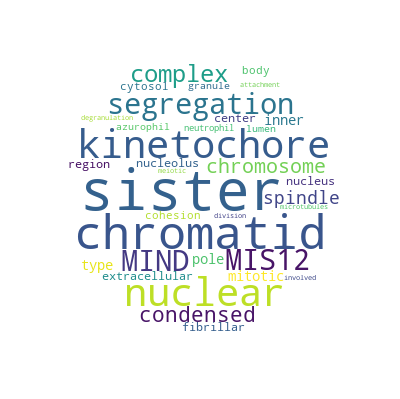 complex body
cytosol granule attachment
segregation
degranulation center inner
azurophil neutrophil lumen
kinetochore
region nucleolus chromosome
meiotic
sister nucleus
spindle microtubules
cohesion division
chromatid
MIND pole MIS12
type
extracellular mitotic involved
nuclear
condensed
fibrillar